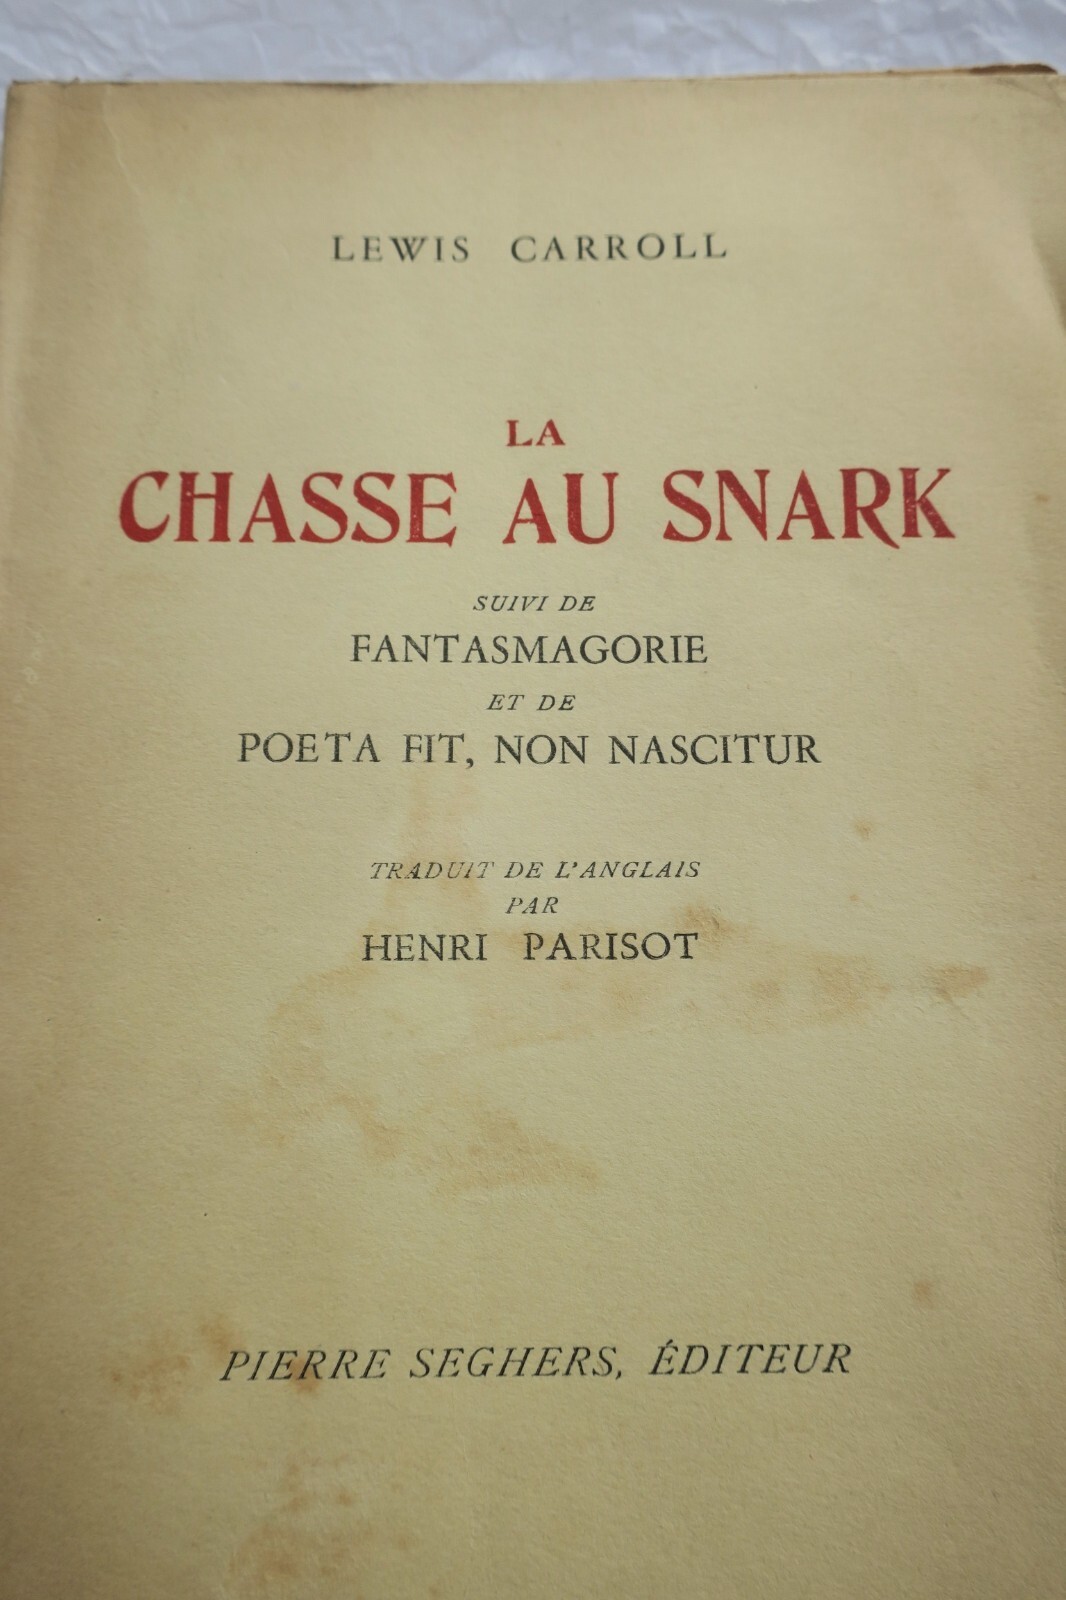 LEWIS CARROLL
LA
CHASSE AU SNARK
SUIVI DE
FANTASMAGORIE
ET DE
POETA FIT, NON NASCITUR
TRADUIT DE L'ANGLAIS
PAR
HENRI PARISOT
PIERRE SEGHERS, ÉDITEUR